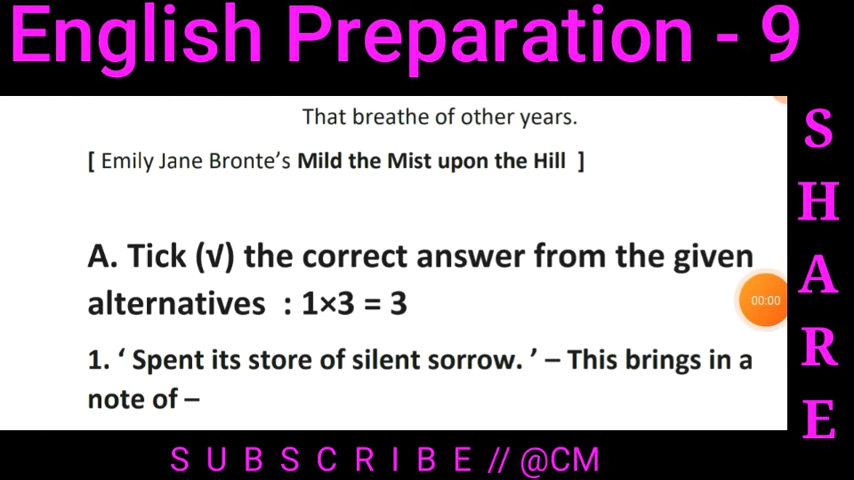 English Preparation - 9
That breathe of other years.
[ Emily Jane Bronte’s Mild the Mist upon the Hill ]
A. Tick (√) the correct answer from the given
alternatives : 1×3 = 3
00:00
1. ‘ Spent its store of silent sorrow. ’ – This brings in a
note of –
SHARE
SUBSCRIBE // @CM